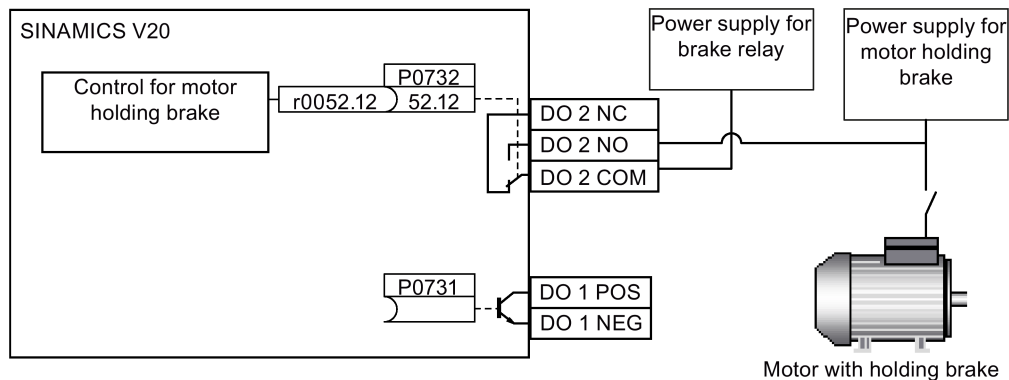 SINAMICS V20
Control for motor
holding brake
r0052.12
P0732
52.12
DO 2 NC
DO 2 NO
DO 2 COM
Power supply for
brake relay
Power supply for
motor holding
brake
P0731
DO 1 POS
DO 1 NEG
Motor with holding brake